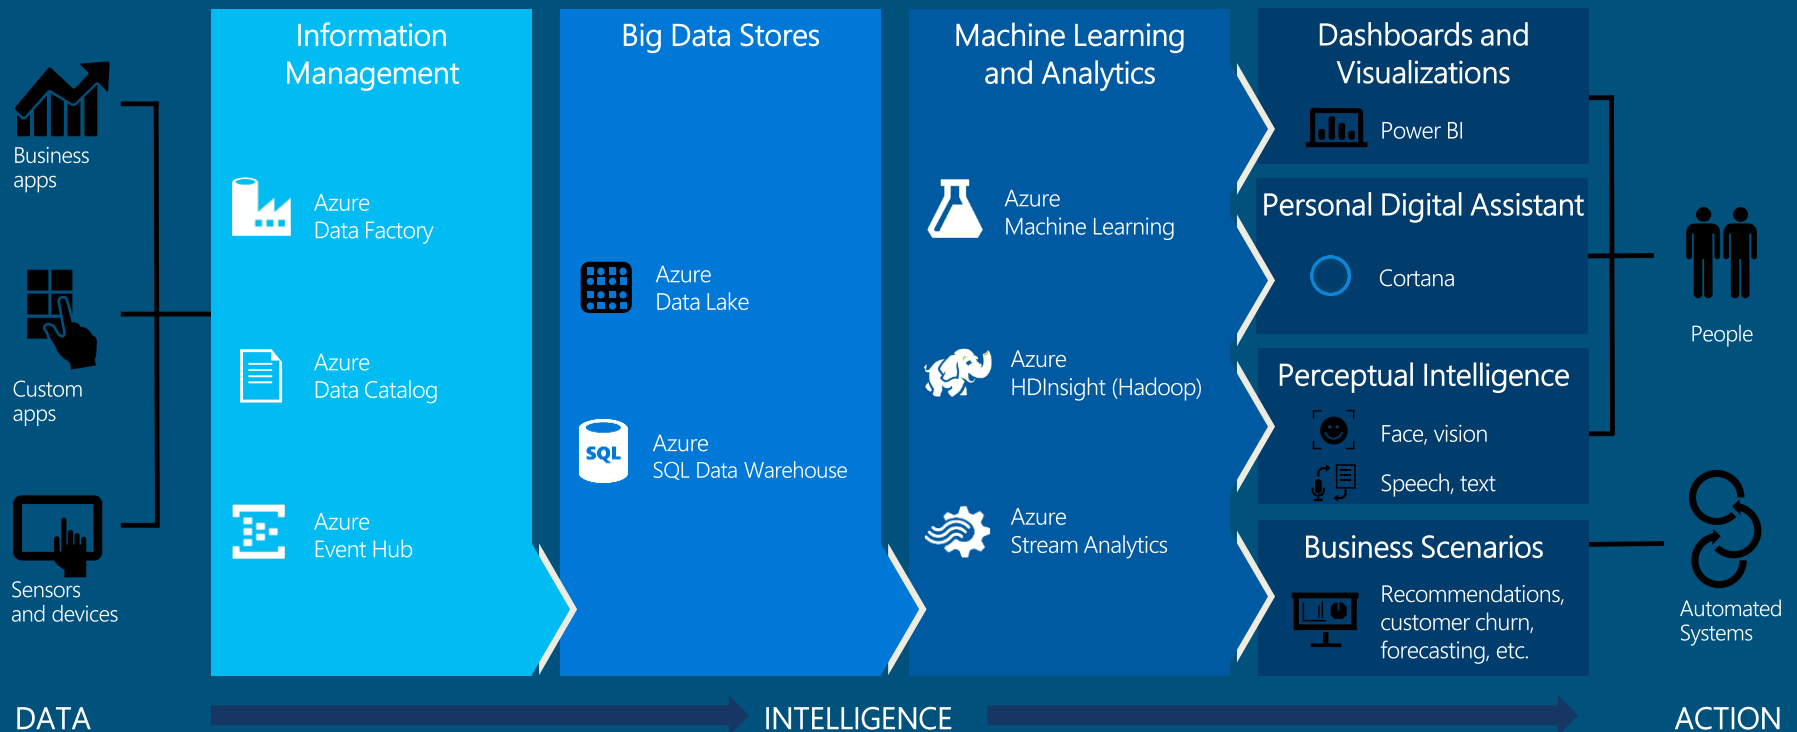 Business
apps
Custom
apps
Sensors
and devices
Information
Management
Azure
Data Factory
Azure
Data Catalog
Azure
Event Hub
Big Data Stores
Azure
Data Lake
SQL
Azure
SQL Data Warehouse
Machine Learning
and Analytics
Azure
Machine Learning
Azure
HDInsight (Hadoop)
Azure
Stream Analytics
Dashboards and
Visualizations
Power BI
Personal Digital Assistant
Cortana
Perceptual Intelligence
Face, vision
Speech, text
Business Scenarios
Recommendations,
customer churn,
forecasting, etc.
People
Automated
Systems
DATA
INTELLIGENCE
ACTION